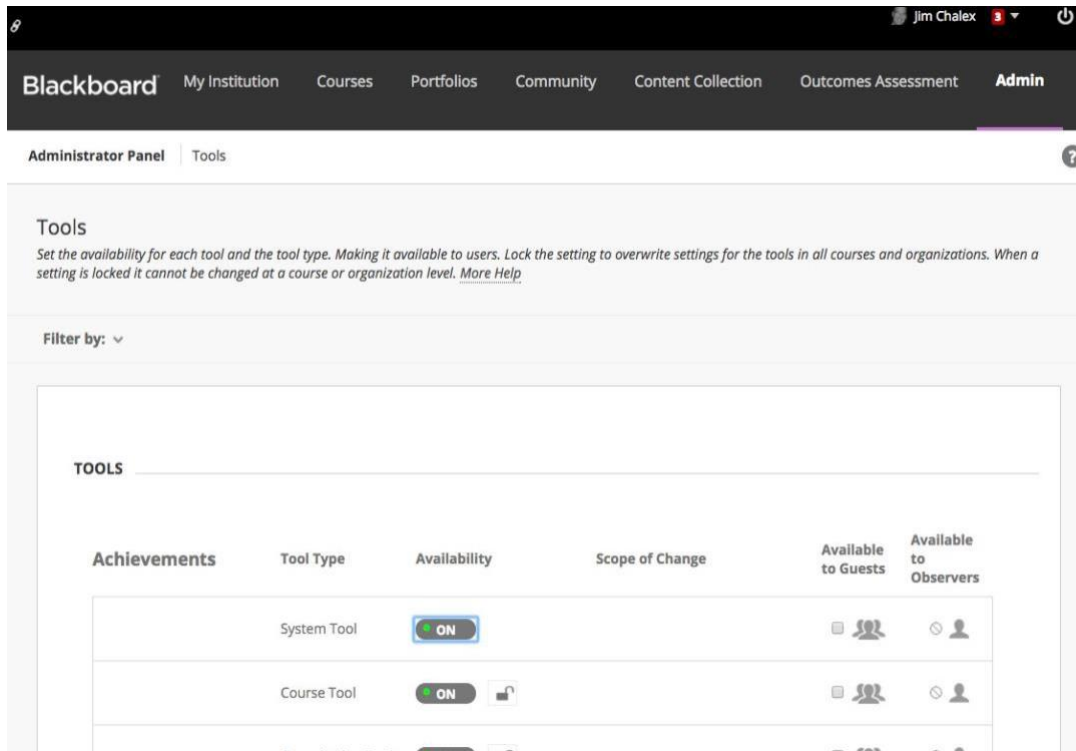 Jim Chalex 3
Blackboard My Institution Courses Portfolios Community Content Collection Outcomes Assessment Admin
Administrator Panel Tools ?
Tools
Set the availability for each tool and the tool type. Making it available to users. Lock the setting to overwrite settings for the tools in all courses and organizations. When a
setting is locked it cannot be changed at a course or organization level. More Help
Filter by:
TOOLS
Achievements Tool Type Availability Scope of Change Available to Guests Available to Observers
System Tool ON
Course Tool ON